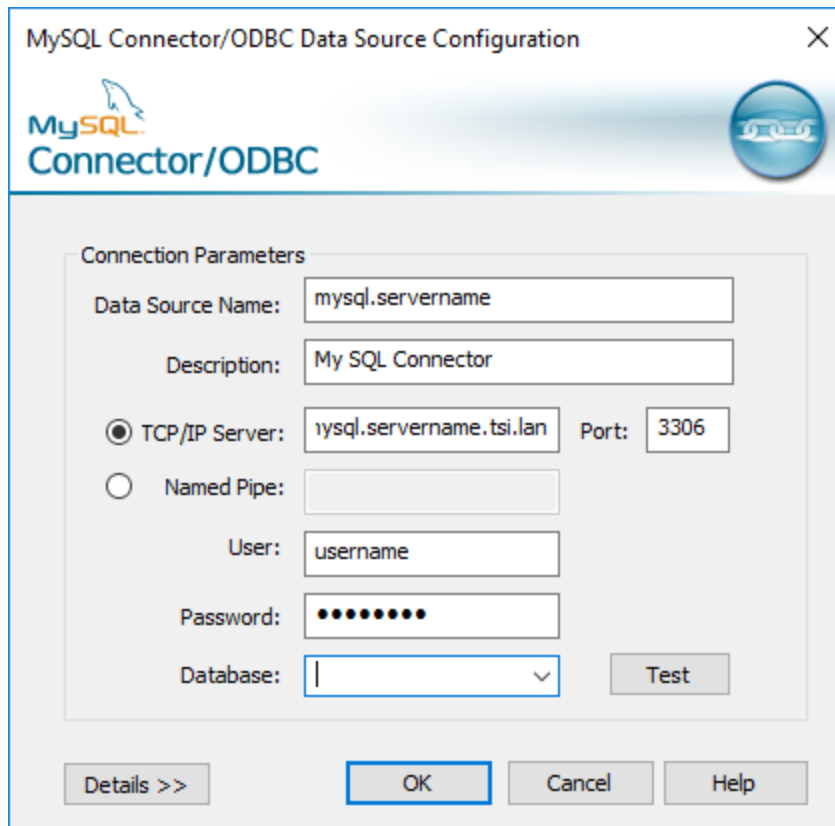 MySQL Connector/ODBC Data Source Configuration
MySQL
Connector/ODBC
Connection Parameters
Data Source Name: mysql.servername
Description: My SQL Connector
TCP/IP Server: mysql.servername.tsi.lan Port: 3306
Named Pipe:
User: username
Password: ••••••••
Database:
Test
Details >> OK Cancel Help